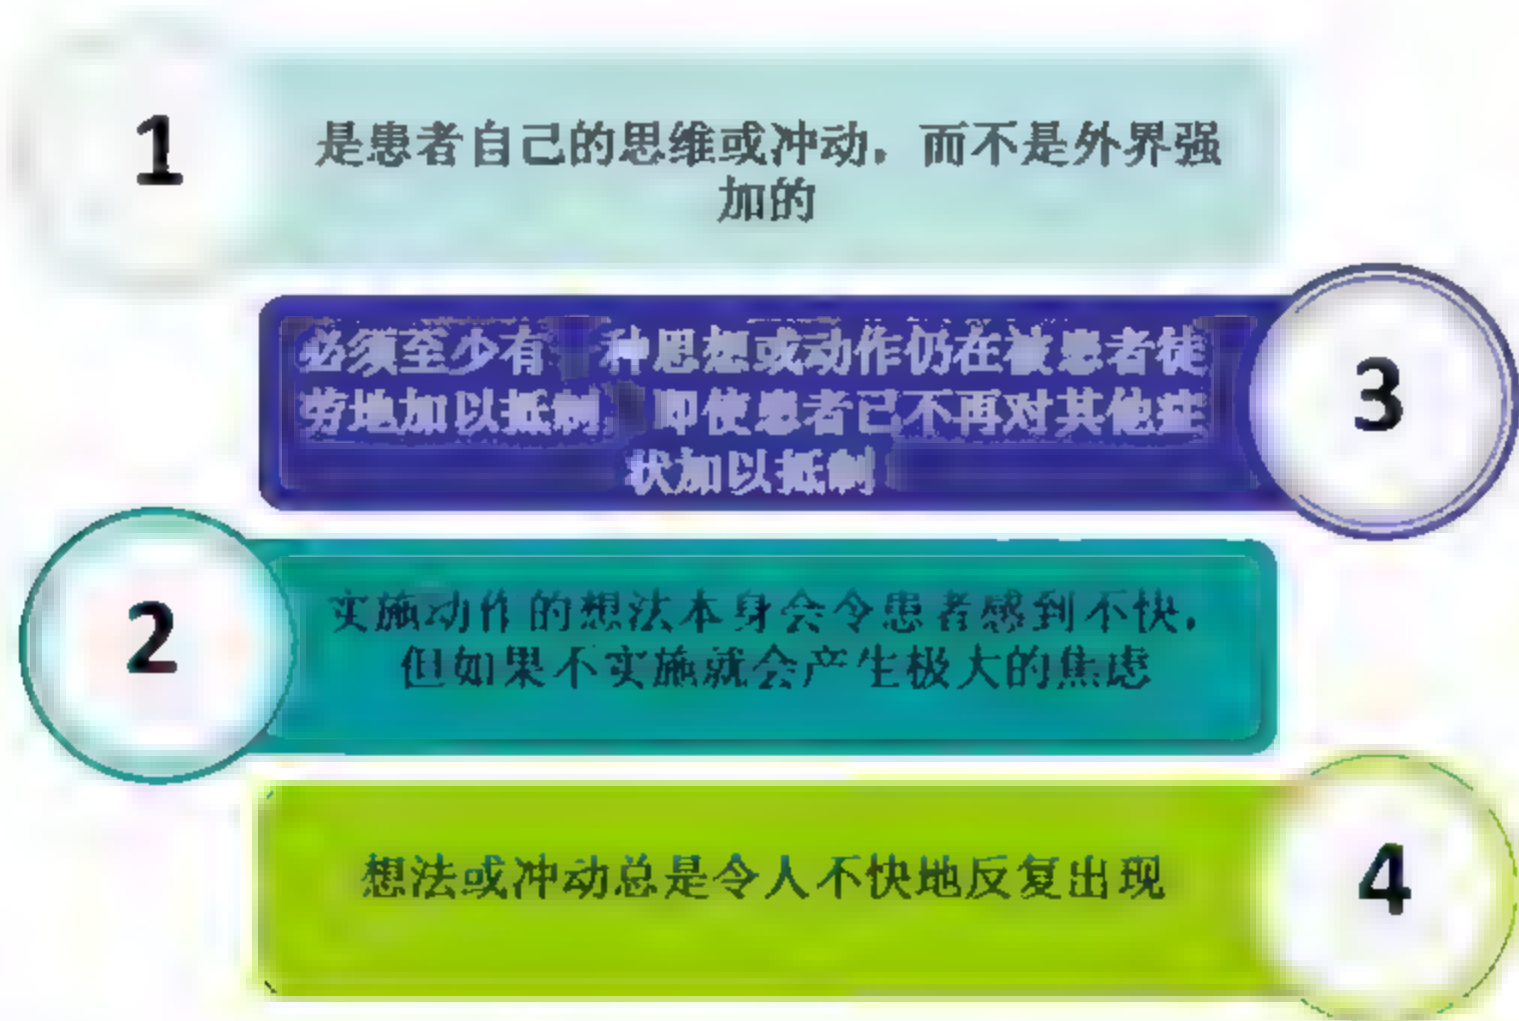 1
是患者自己的思维或冲动，而不是外界强
加的
必须至少有一种思想或动作仍在被患者徒
劳地加以抵制，即使患者已不再对其他症
状加以抵制
3
2
实施动作的想法本身会令患者感到不快，
但如果不实施就会产生极大的焦虑
想法或冲动总是令人不快地反复出现
4